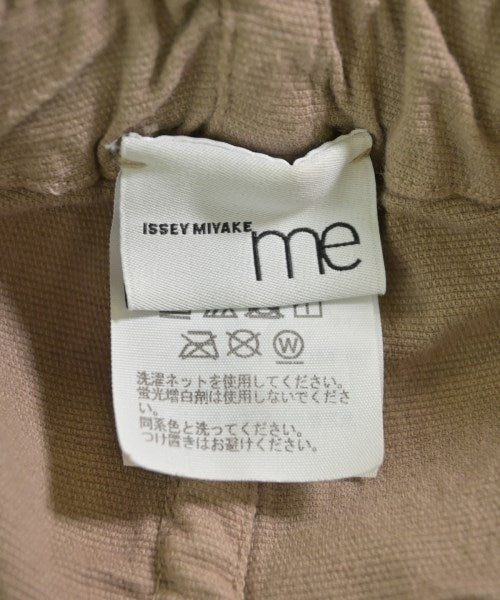 ISSEY MIYAKE me
W
洗濯ネットを使用してください。
蛍光増白剤は使用しないでくださ
い。
同系色と洗ってください。
つけ置きはお避けください。